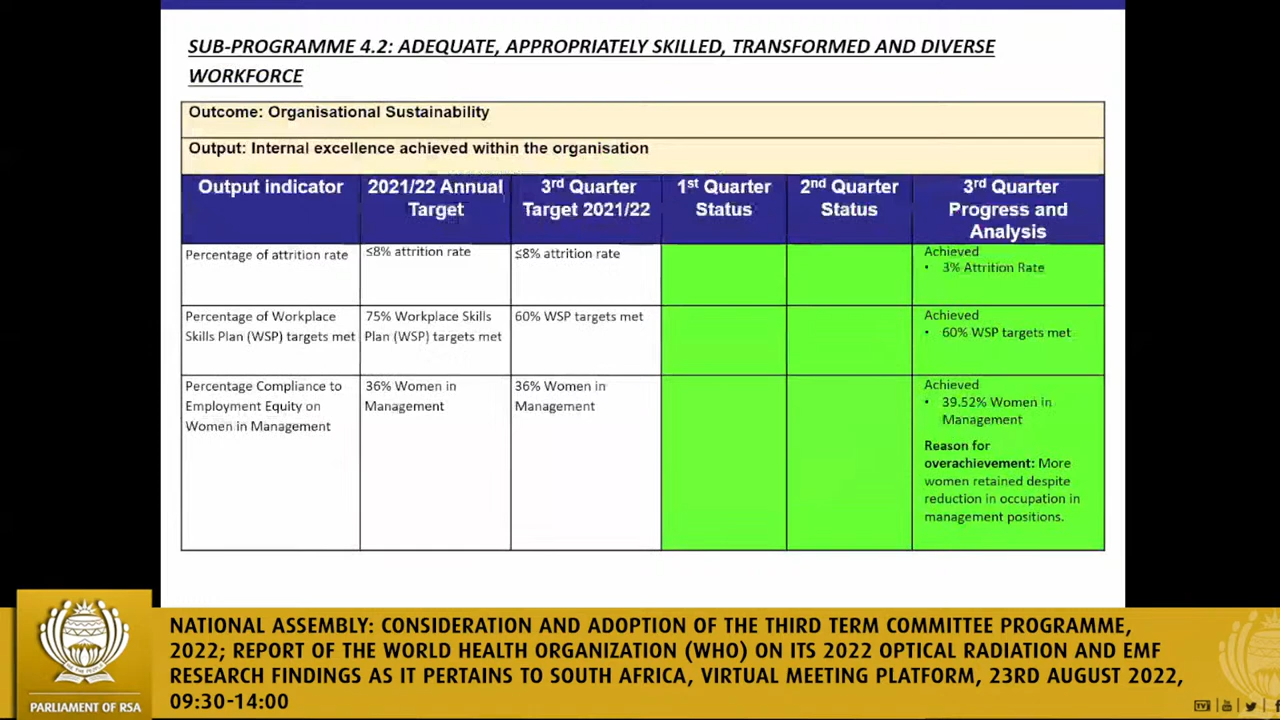 SUB-PROGRAMME 4.2: ADEQUATE, APPROPRIATELY SKILLED, TRANSFORMED AND DIVERSE
WORKFORCE
Outcome: Organisational Sustainability
Output: Internal excellence achieved within the organisation
Output indicator
2021/22 Annual
Target
3rd Quarter
Target 2021/22
1st Quarter
Status
2nd Quarter
Status
3rd Quarter
Progress and
Analysis
Percentage of attrition rate
≤8% attrition rate
≤8% attrition rate
Achieved
• 3% Attrition Rate
Percentage of Workplace
Skills Plan (WSP) targets met
75% Workplace Skills
Plan (WSP) targets met
60% WSP targets met
Achieved
• 60% WSP targets met
Percentage Compliance to
Employment Equity on
Women in Management
36% Women in
Management
36% Women in
Management
Achieved
• 39.52% Women in
Management
Reason for
overachievement: More
women retained despite
reduction in occupation in
management positions.
NATIONAL ASSEMBLY: CONSIDERATION AND ADOPTION OF THE THIRD TERM COMMITTEE PROGRAMME,
2022; REPORT OF THE WORLD HEALTH ORGANIZATION (WHO) ON ITS 2022 OPTICAL RADIATION AND EMF
RESEARCH FINDINGS AS IT PERTAINS TO SOUTH AFRICA, VIRTUAL MEETING PLATFORM, 23RD AUGUST 2022,
09:30-14:00
PARLIAMENT OF RSA